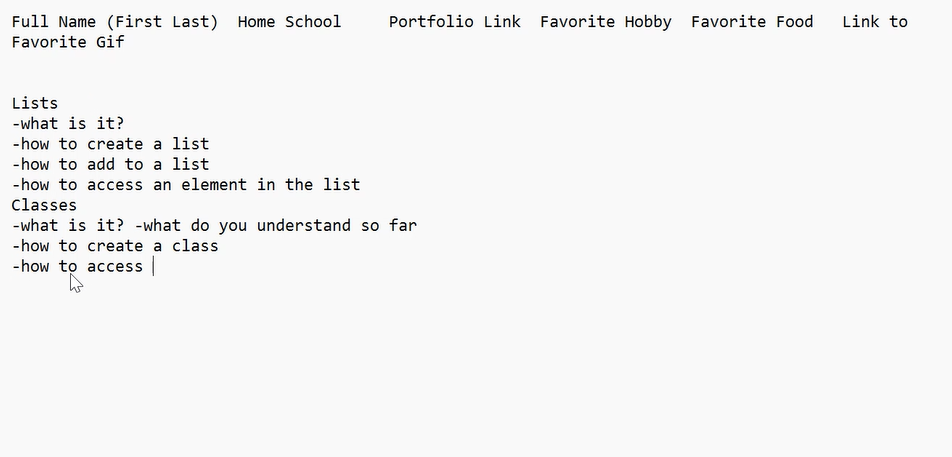 Full Name (First Last)  Home School     Portfolio Link  Favorite Hobby  Favorite Food   Link to
Favorite Gif
Lists
-what is it?
-how to create a list
-how to add to a list
-how to access an element in the list
Classes
-what is it? -what do you understand so far
-how to create a class
-how to access